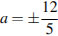 a = ±12/5